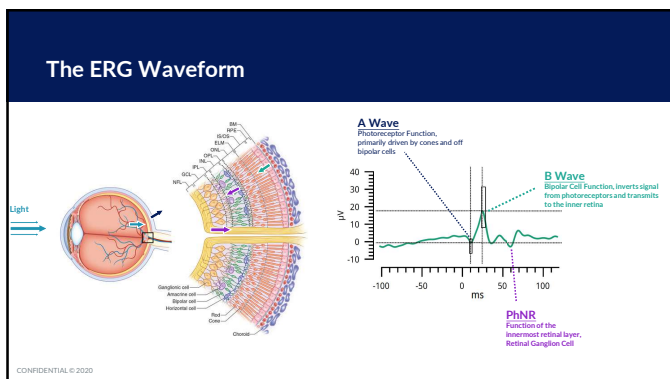 The ERG Waveform
Light
BM
RPE
IS/OS
ELM
ONL
OPL
INL
IPL
GCL
NFL
Ganglionic cell
Amacrine cell
Bipolar cell
Horizontal cell
Rod
Cone
Choroid
A Wave
Photoreceptor Function,
primarily driven by cones and off
bipolar cells
B Wave
Bipolar Cell Function, inverts signal
from photoreceptors and transmits
to the inner retina
40
30
20
10
0
-10
µV
-100 -50 0 50 100
ms
PhNR
Function of the
innermost retinal layer,
Retinal Ganglion Cell
CONFIDENTIAL © 2020